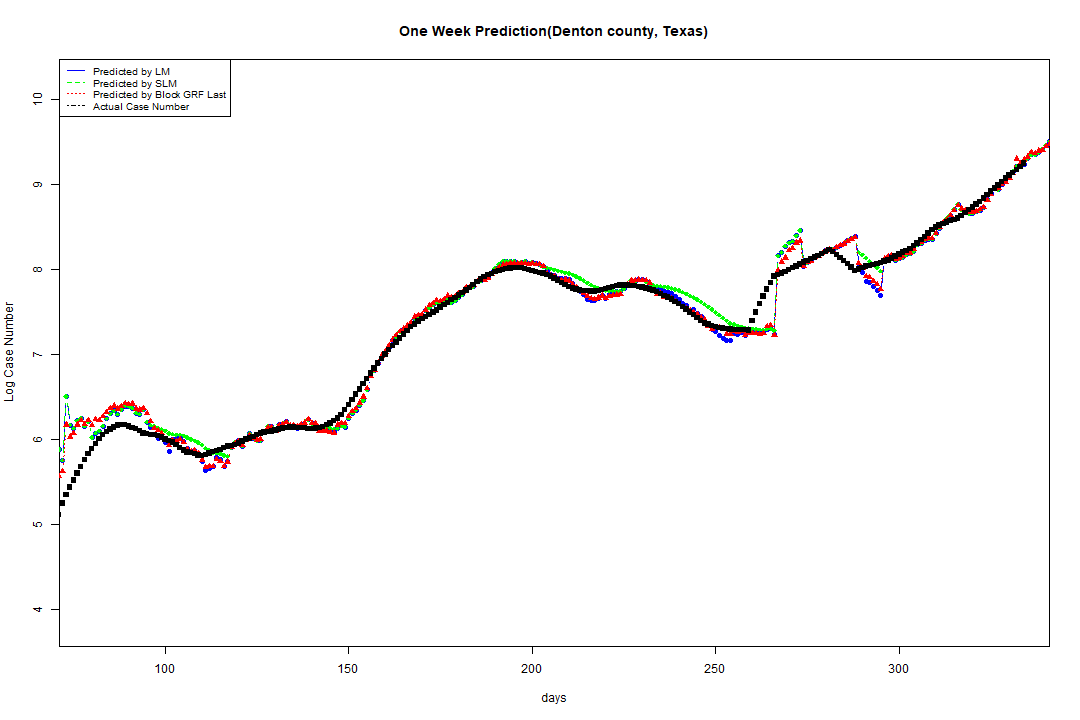 One Week Prediction(Denton county, Texas)
Predicted by LM
Predicted by SLM
Predicted by Block GRF Last
Actual Case Number
10
9
8
7
6
5
4
Log Case Number
100 150 200 250 300
days